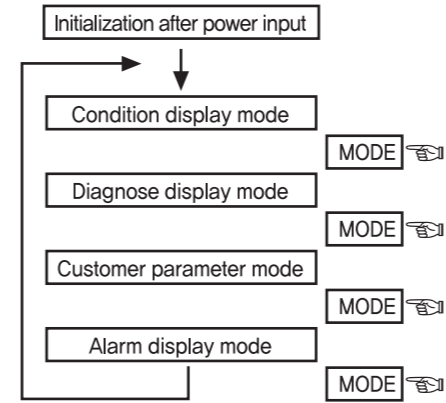 Initialization after power input
Condition display mode
MODE
Diagnose display mode
MODE
Customer parameter mode
MODE
Alarm display mode
MODE